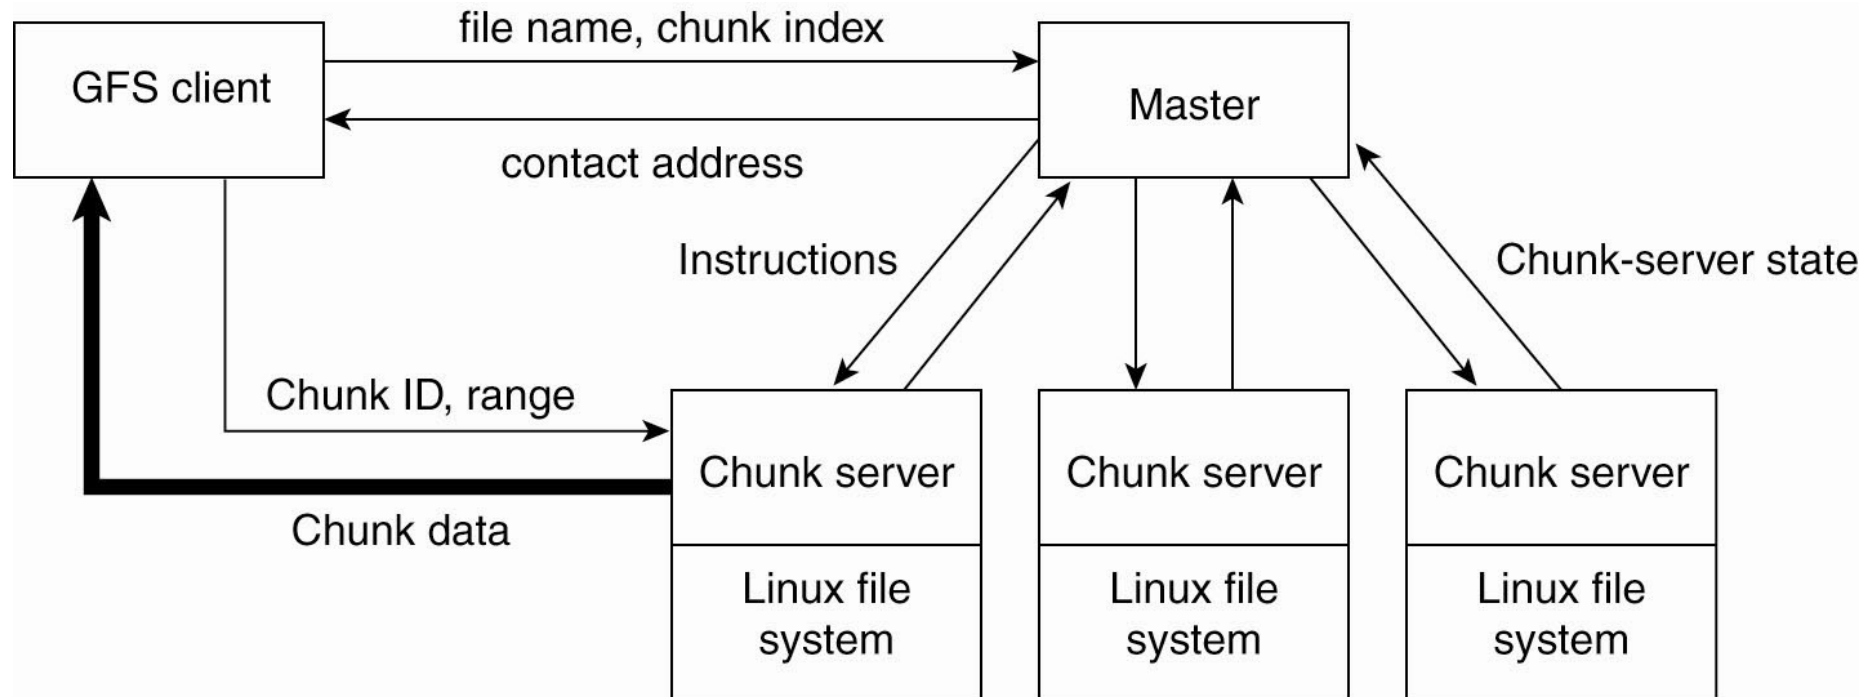 file name, chunk index
GFS client
Master
contact address
Instructions
Chunk-server state
Chunk ID, range
Chunk server
Chunk server
Chunk server
Chunk data
Linux file
system
Linux file
system
Linux file
system